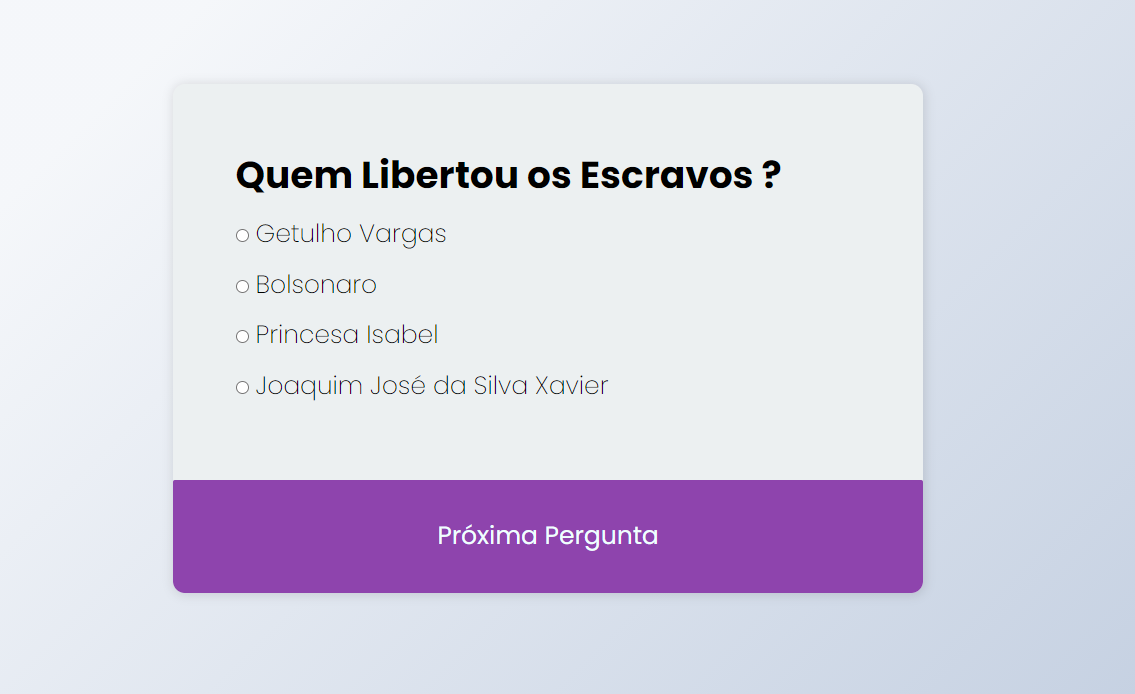 Quem Libertou os Escravos ?
Getulho Vargas
Bolsonaro
Princesa Isabel
Joaquim José da Silva Xavier
Próxima Pergunta